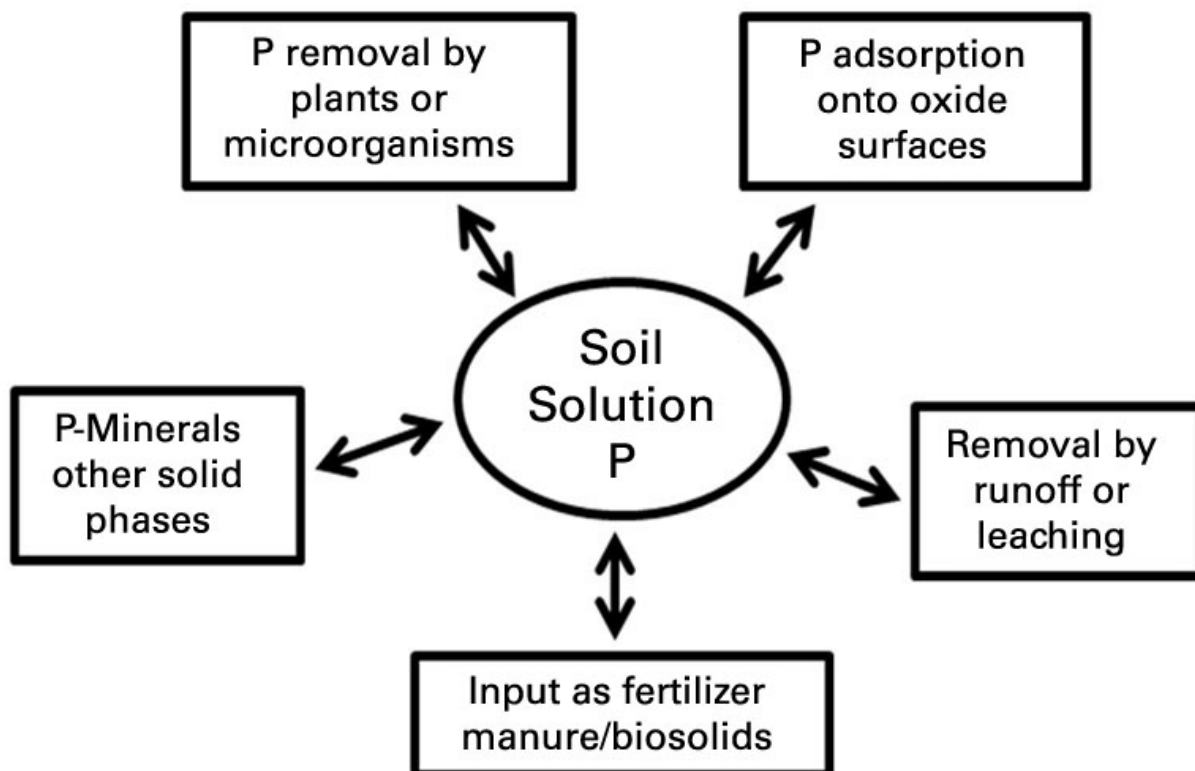 P removal by
plants or
microorganisms
P adsorption
onto oxide
surfaces
Soil
Solution
P
P-Minerals
other solid
phases
Removal by
runoff or
leaching
Input as fertilizer
manure/biosolids